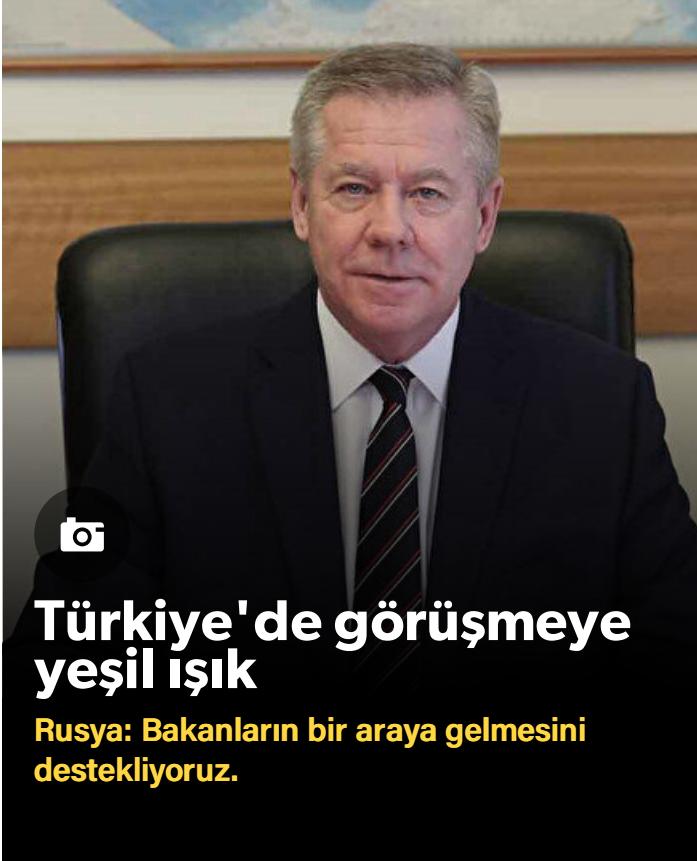 Türkiye'de görüşmeye
yeşil ışık
Rusya: Bakanların bir araya gelmesini
destekliyoruz.